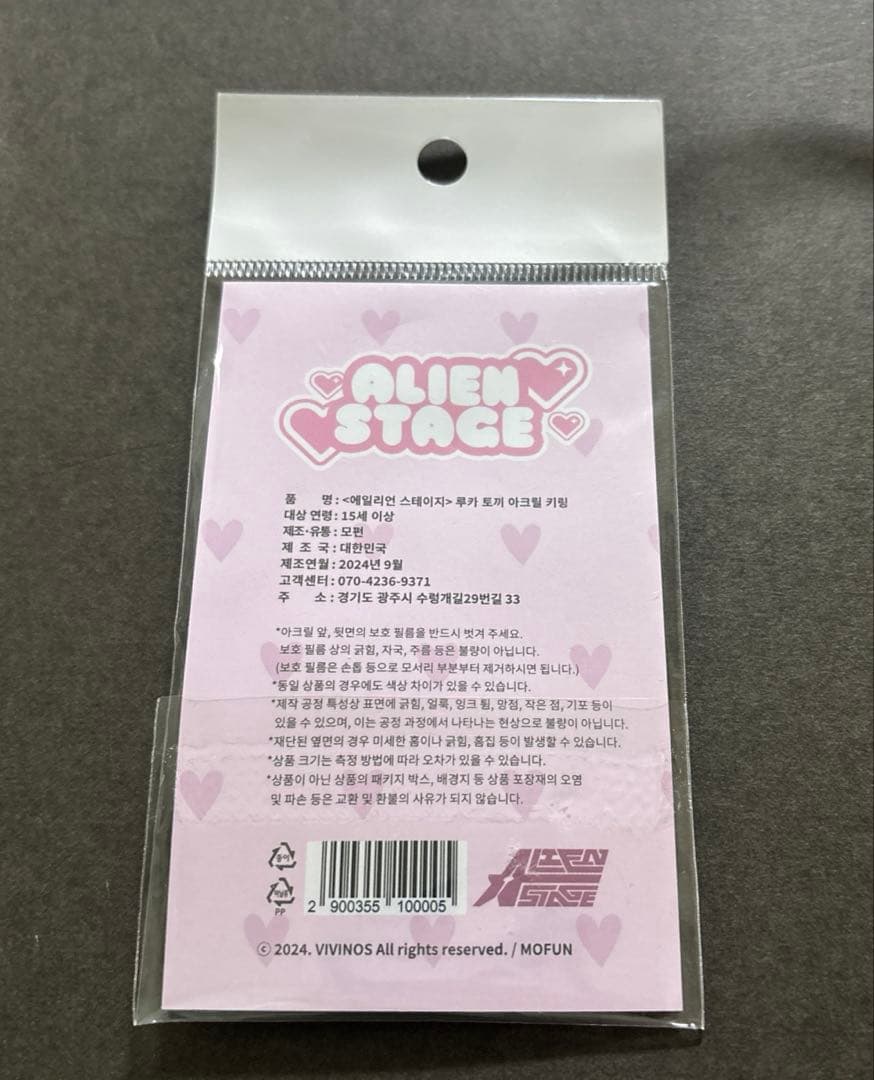 ALIEN
STAGE
품 명 : <에일리언 스테이지> 루카 토끼 아크릴 키링
대상 연령 : 15세 이상
제조·유통 : 모펀
제 조 국 : 대한민국
제조연월 : 2024년 9월
고객센터 : 070-4236-9371
주 소 : 경기도 광주시 수렁개길29번길 33
*아크릴 앞, 뒷면의 보호 필름을 반드시 벗겨 주세요.
보호 필름 상의 긁힘, 자국, 주름 등은 불량이 아닙니다.
(보호 필름은 손톱 등으로 모서리 부분부터 제거하시면 됩니다.)
*동일 상품의 경우에도 색상 차이가 있을 수 있습니다.
*제작 공정 특성상 표면에 긁힘, 얼룩, 잉크 튐, 망점, 작은 점, 기포 등이
있을 수 있으며, 이는 공정 과정에서 나타나는 현상으로 불량이 아닙니다.
*재단된 옆면의 경우 미세한 홈이나 긁힘, 흠집 등이 발생할 수 있습니다.
*상품 크기는 측정 방법에 따라 오차가 있을 수 있습니다.
*상품이 아닌 상품의 패키지 박스, 배경지 등 상품 포장재의 오염
및 파손 등은 교환 및 환불의 사유가 되지 않습니다.
종이
비닐류
PP
2 900355 100005
ALIEN
STAGE
ⓒ 2024. VIVINOS All rights reserved. / MOFUN